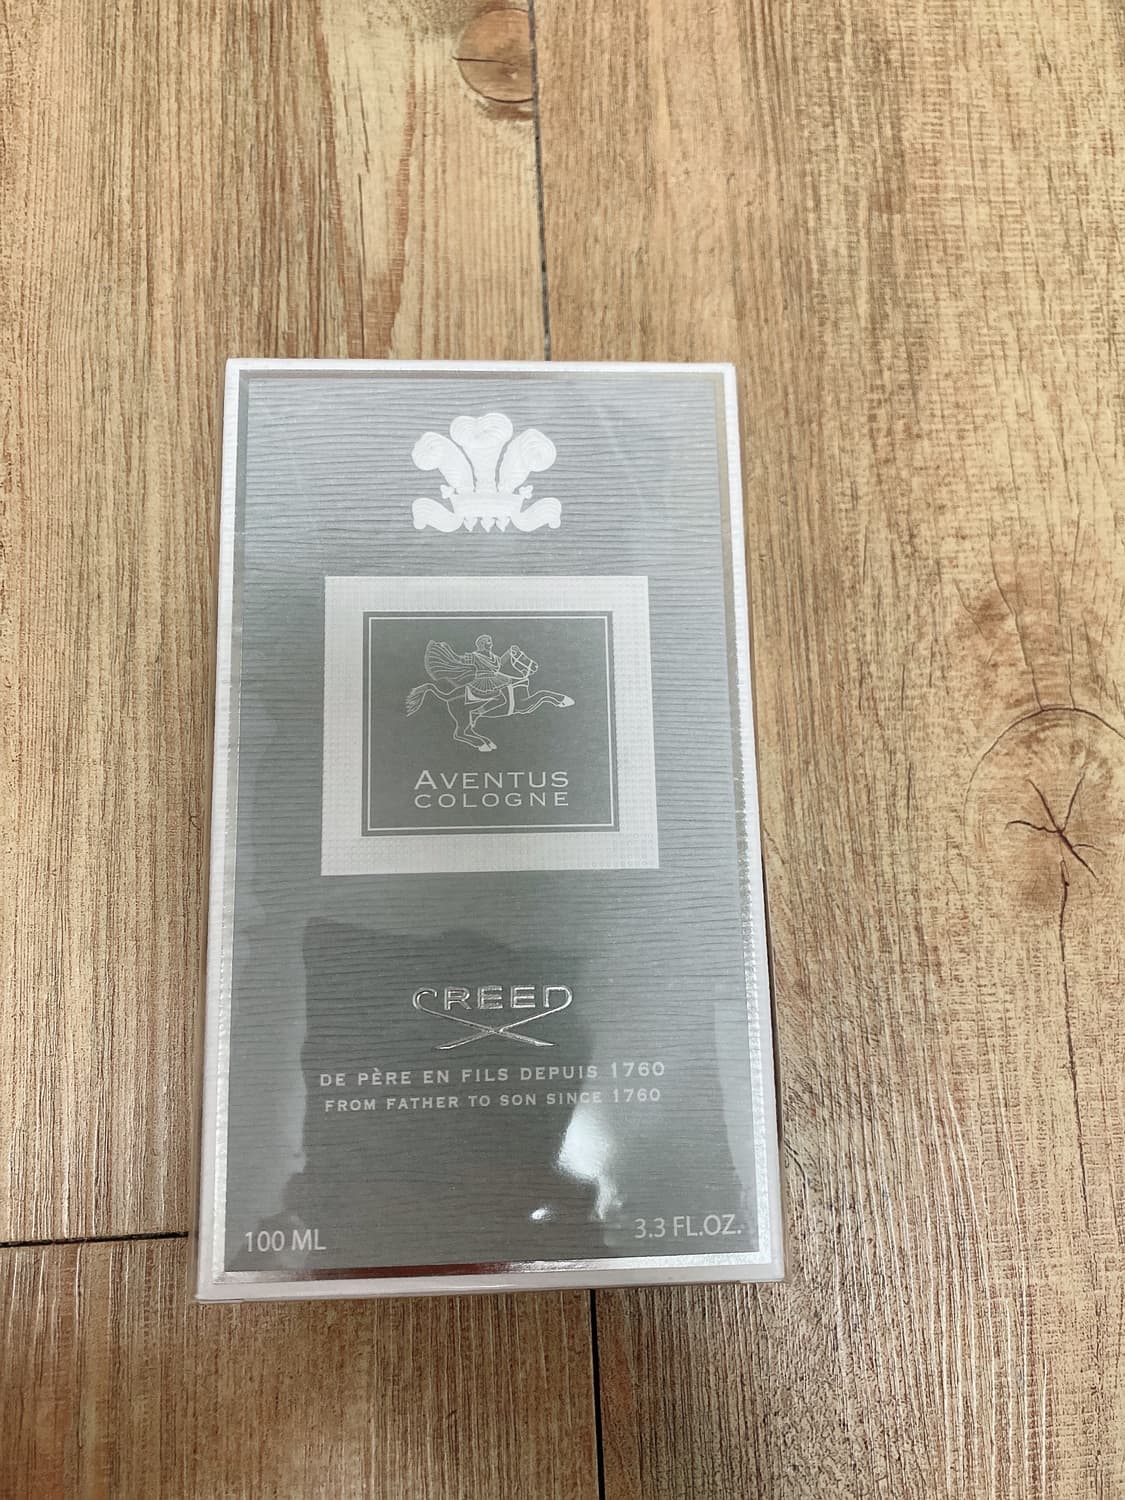 AVENTUS
COLOGNE
CREED
DE PÈRE EN FILS DEPUIS 1760
FROM FATHER TO SON SINCE 1760
100 ML
3.3 FL.OZ.